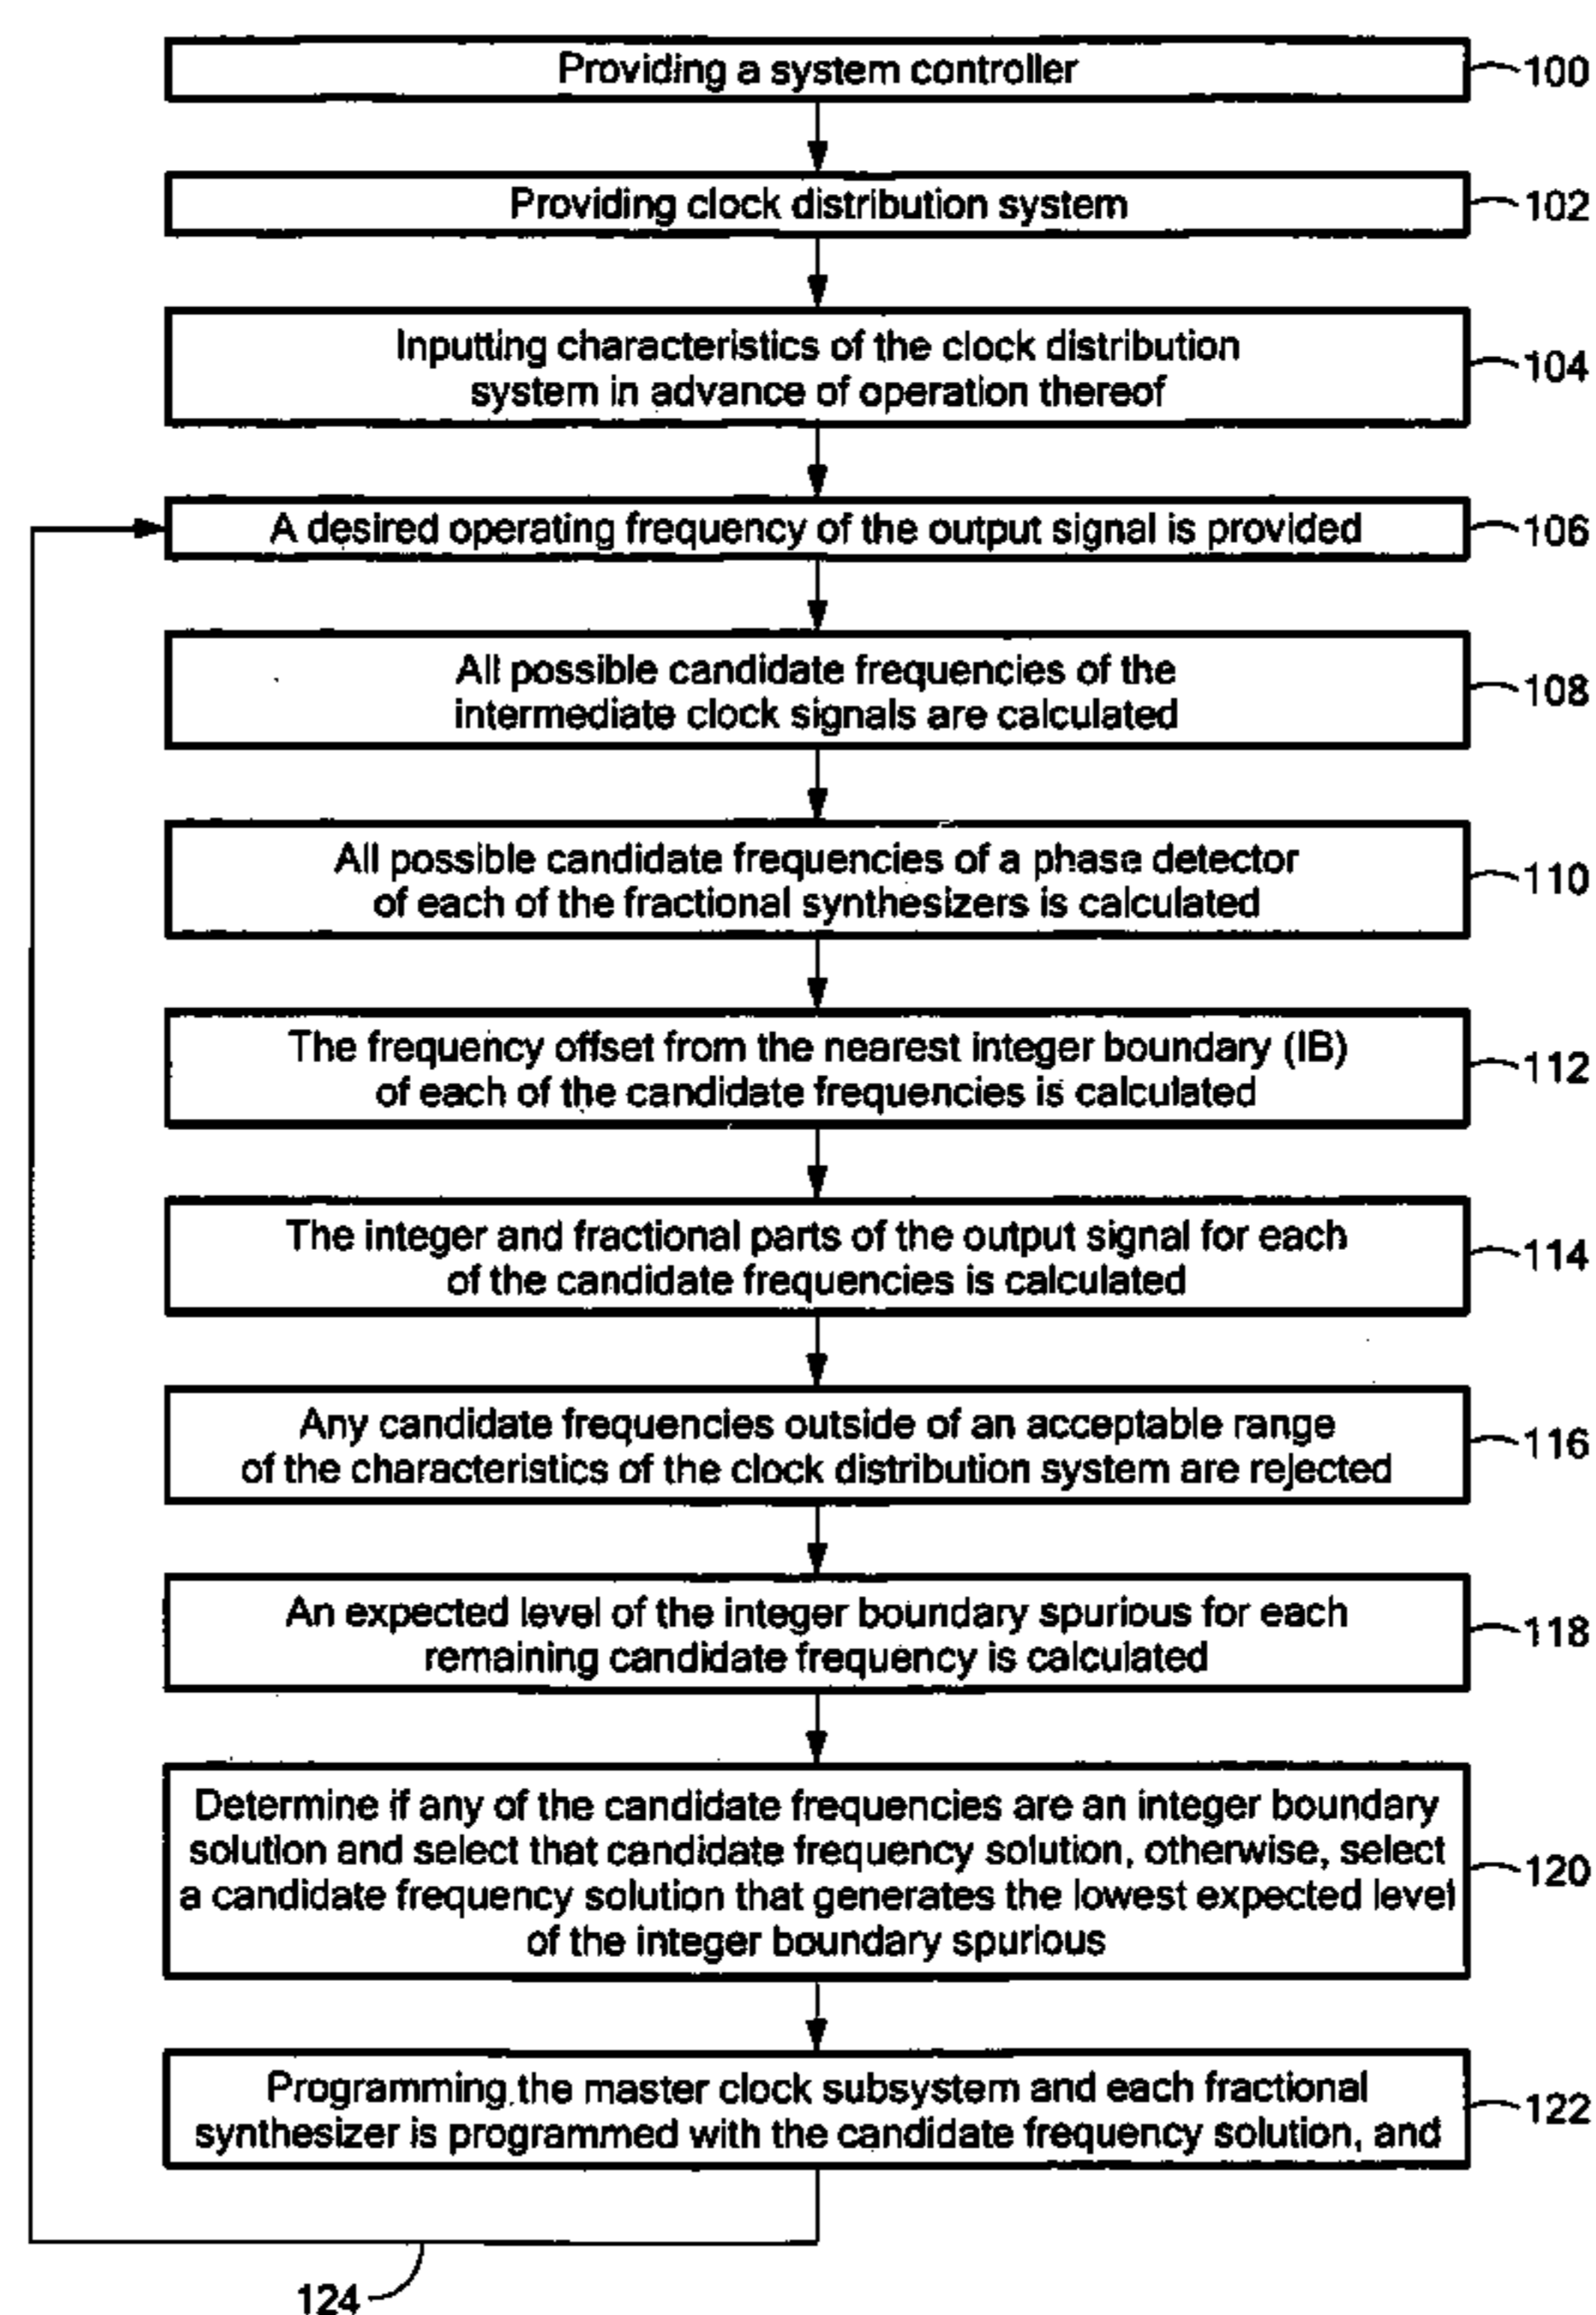 Providing a system controller
100
Providing clock distribution system
102
Inputting characteristics of the clock distribution
system in advance of operation thereof
104
A desired operating frequency of the output signal is provided
106
All possible candidate frequencies of the
intermediate clock signals are calculated
108
All possible candidate frequencies of a phase detector
of each of the fractional synthesizers is calculated
110
The frequency offset from the nearest integer boundary (IB)
of each of the candidate frequencies is calculated
112
The integer and fractional parts of the output signal for each
of the candidate frequencies is calculated
114
Any candidate frequencies outside of an acceptable range
of the characteristics of the clock distribution system are rejected
116
An expected level of the integer boundary spurious for each
remaining candidate frequency is calculated
118
Determine if any of the candidate frequencies are an integer boundary
solution and select that candidate frequency solution, otherwise, select
a candidate frequency solution that generates the lowest expected level
of the integer boundary spurious
120
Programming the master clock subsystem and each fractional
synthesizer is programmed with the candidate frequency solution, and
122
124